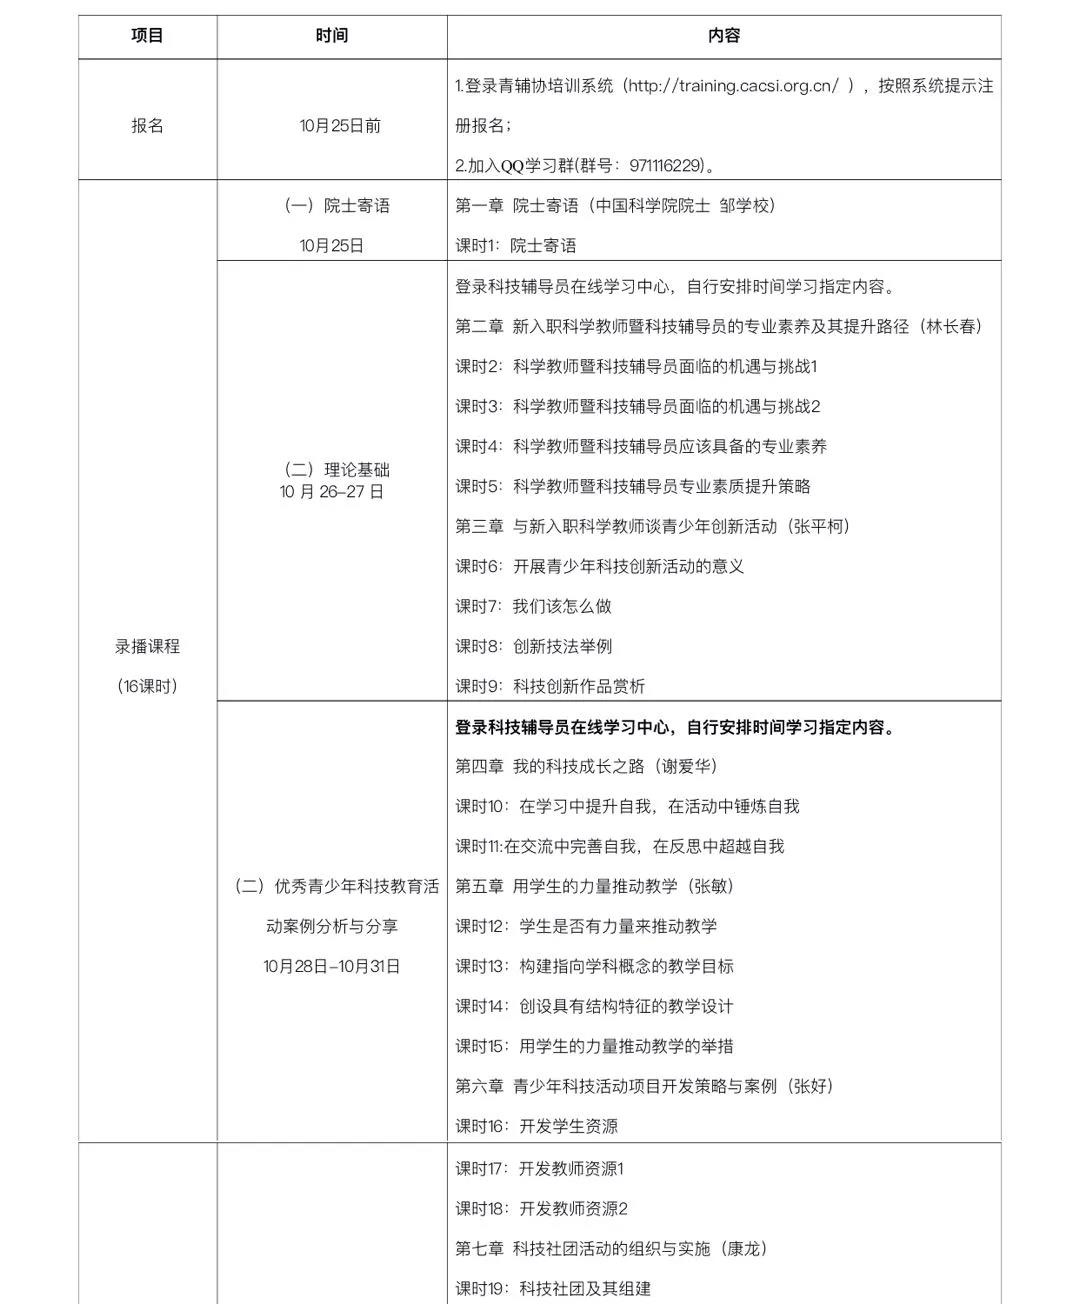 项目
时间
内容
报名
10月25日前
1.登录青辅协培训系统（http://training.cacsi.org.cn/ ），按照系统提示注
册报名；
2.加入QQ学习群(群号：971116229)。
录播课程
（16课时）
（一）院士寄语
10月25日
第一章 院士寄语（中国科学院院士 邹学校）
课时1：院士寄语
（二）理论基础
10 月 26–27 日
登录科技辅导员在线学习中心，自行安排时间学习指定内容。
第二章 新入职科学教师暨科技辅导员的专业素养及其提升路径（林长春）
课时2：科学教师暨科技辅导员面临的机遇与挑战1
课时3：科学教师暨科技辅导员面临的机遇与挑战2
课时4：科学教师暨科技辅导员应该具备的专业素养
课时5：科学教师暨科技辅导员专业素质提升策略
第三章 与新入职科学教师谈青少年创新活动（张平柯）
课时6：开展青少年科技创新活动的意义
课时7：我们该怎么做
课时8：创新技法举例
课时9：科技创新作品赏析
（二）优秀青少年科技教育活
动案例分析与分享
10月28日–10月31日
登录科技辅导员在线学习中心，自行安排时间学习指定内容。
第四章 我的科技成长之路（谢爱华）
课时10：在学习中提升自我，在活动中锤炼自我
课时11:在交流中完善自我，在反思中超越自我
第五章 用学生的力量推动教学（张敏）
课时12：学生是否有力量来推动教学
课时13：构建指向学科概念的教学目标
课时14：创设具有结构特征的教学设计
课时15：用学生的力量推动教学的举措
第六章 青少年科技活动项目开发策略与案例（张好）
课时16：开发学生资源
课时17：开发教师资源1
课时18：开发教师资源2
第七章 科技社团活动的组织与实施（康龙）
课时19：科技社团及其组建